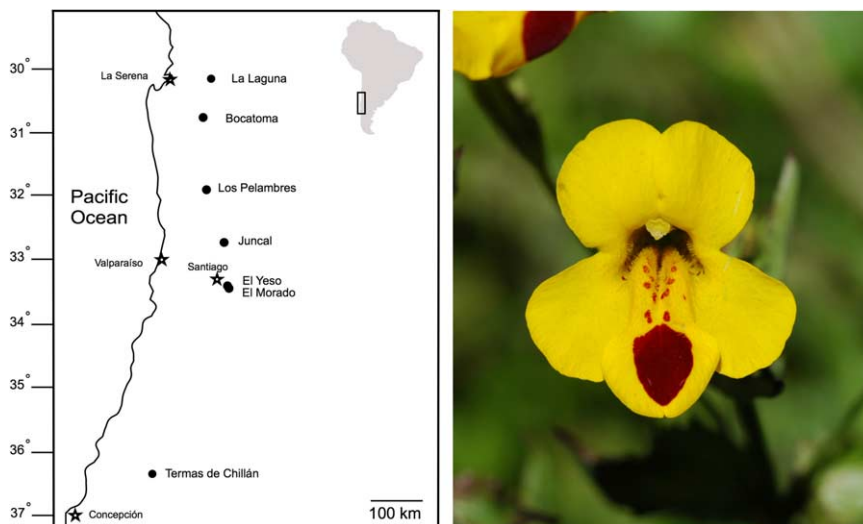 30°
La Serena
La Laguna
31°
Bocatoma
32°
Los Pelambres
Pacific
Ocean
Juncal
33°
Valparaíso
Santiago
El Yeso
El Morado
34°
35°
36°
Termas de Chillán
37°
Concepción
100 km